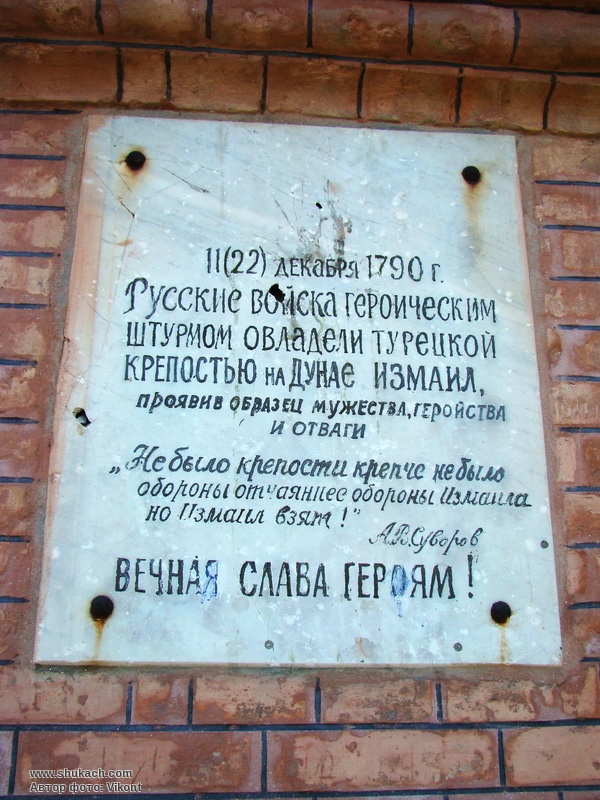 11(22) декабря 1790 г.
Русские войска героическим
штурмом овладели турецкой
крепостью на Дунае Измаил,
проявив образец мужества, геройства
и отваги
„Не было крепости крепче не было
обороны отчаяннее обороны Измаила
но Измаил взят!"
А.В.Суворов
ВЕЧНАЯ СЛАВА ГЕРОЯМ!
www.shukach.com
Автор фото: Vikont